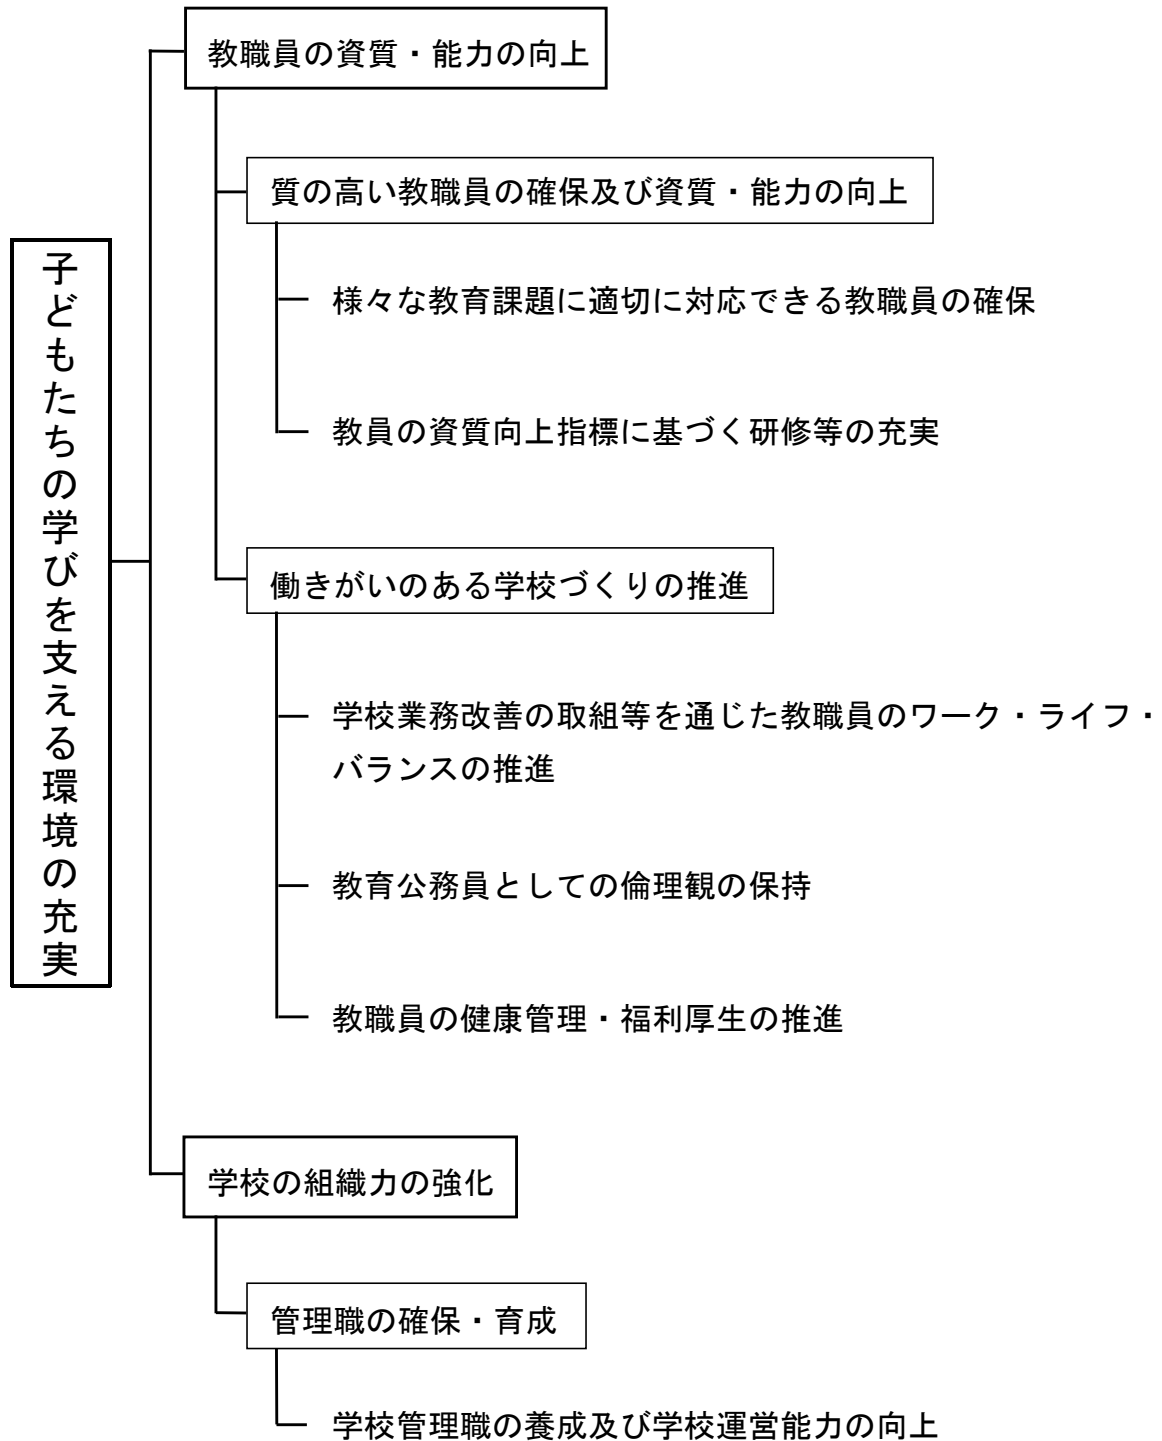 子どもたちの学びを支える環境の充実
教職員の資質・能力の向上
質の高い教職員の確保及び資質・能力の向上
様々な教育課題に適切に対応できる教職員の確保
教員の資質向上指標に基づく研修等の充実
働きがいのある学校づくりの推進
学校業務改善の取組等を通じた教職員のワーク・ライフ・
バランスの推進
教育公務員としての倫理観の保持
教職員の健康管理・福利厚生の推進
学校の組織力の強化
管理職の確保・育成
学校管理職の養成及び学校運営能力の向上